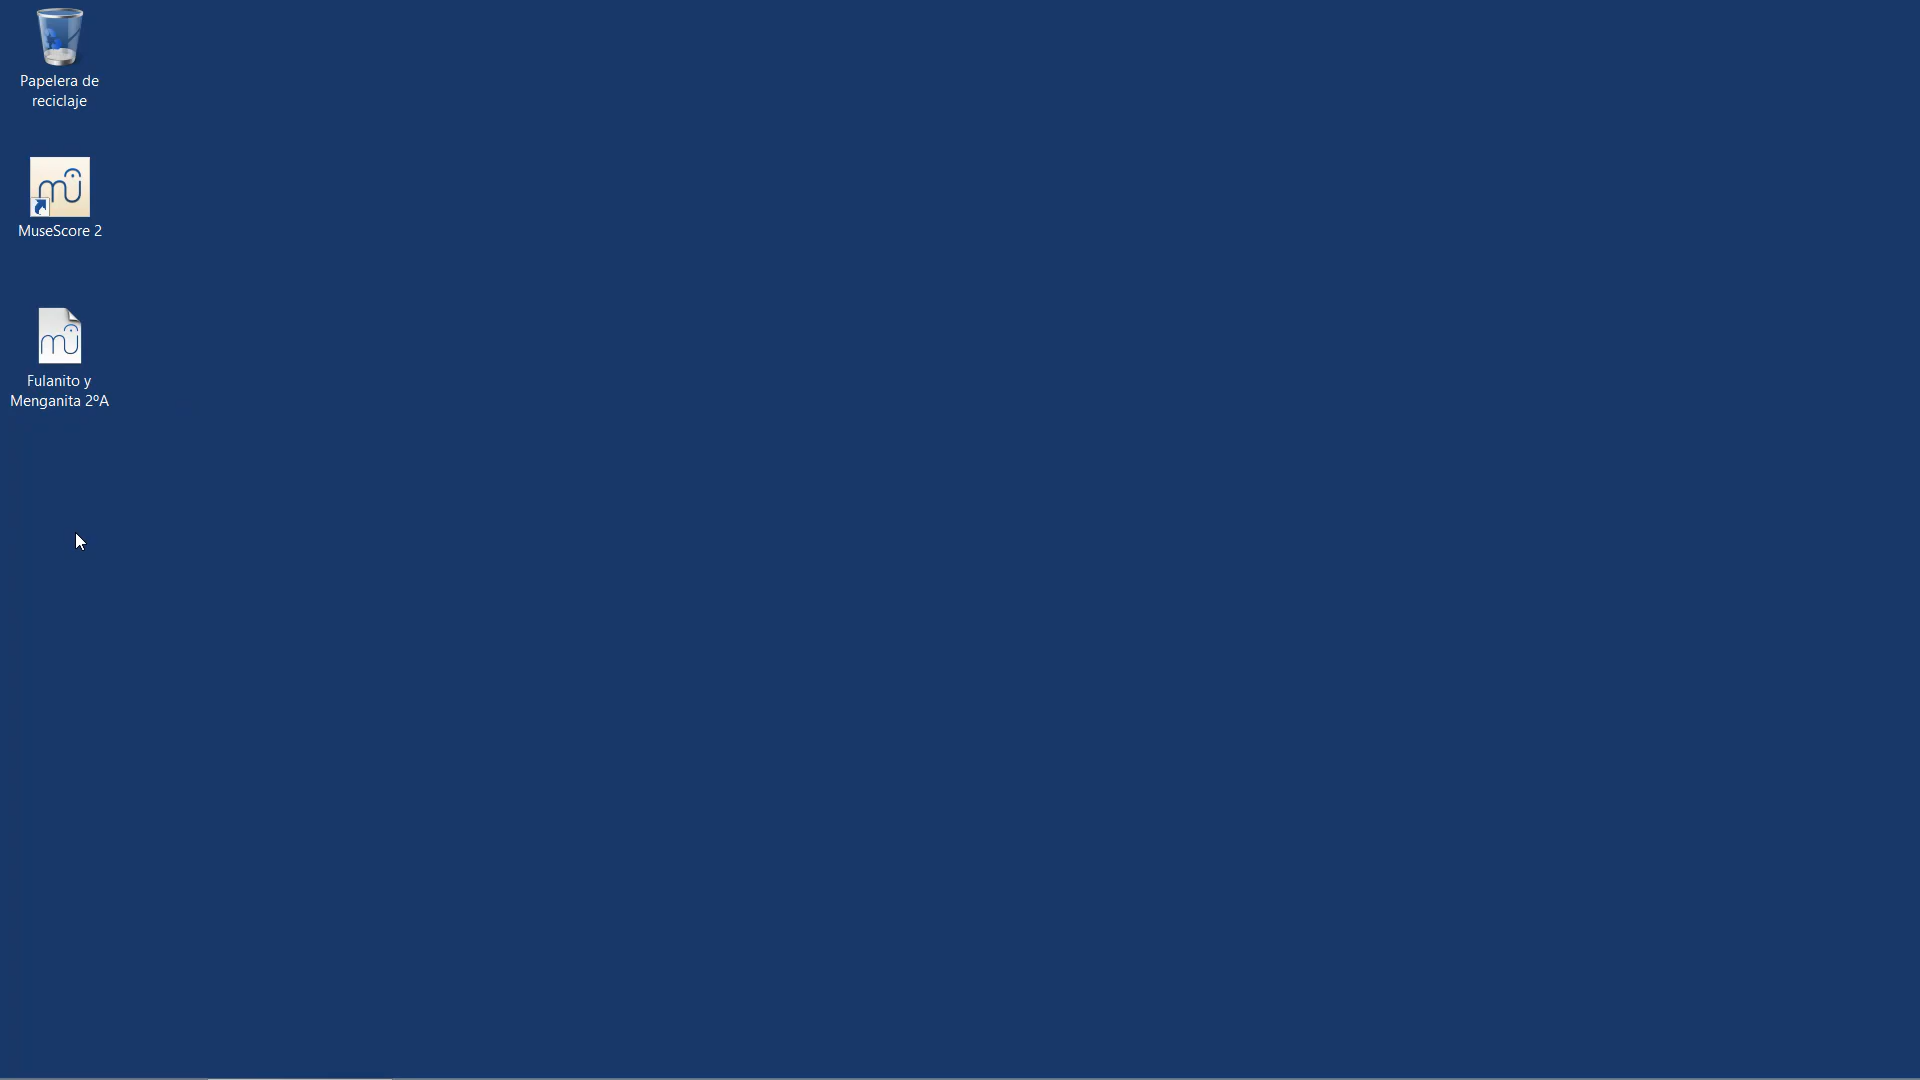 Papelera de
reciclaje
MuseScore 2
Fulanito y
Menganita 2ºA